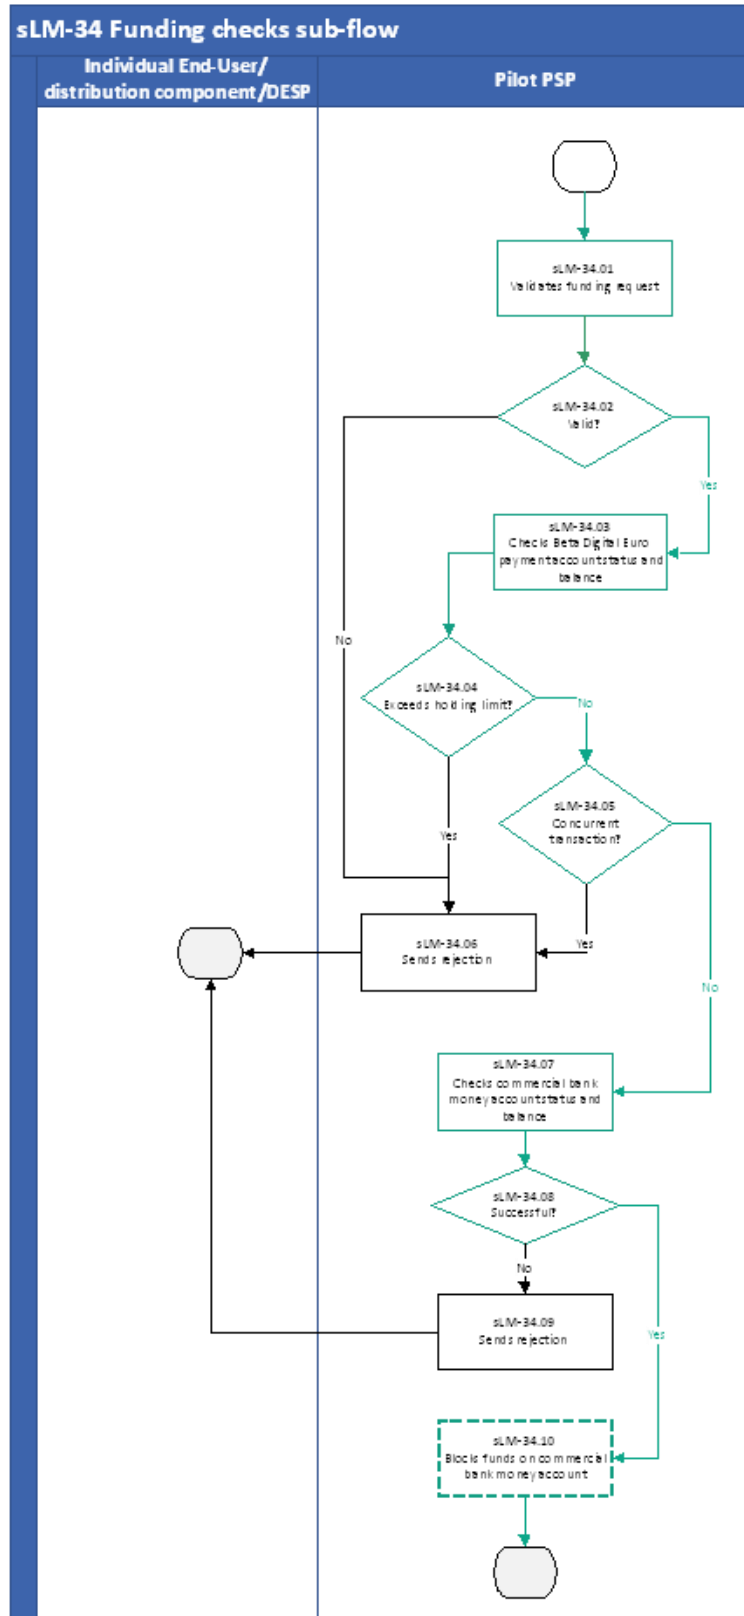 sLM-34 Funding checks sub-flow
Individual End-User/
distribution component/DESP
Pilot PSP
sLM-34.01
Validates funding request
sLM-34.02
Valid?
Yes
sLM-34.03
Checks Beta Digital Euro
payment account status and
balance
No
sLM-34.04
Exceeds holding limit?
No
sLM-34.05
Concurrent
transaction?
Yes
sLM-34.06
Sends rejection
Yes
No
sLM-34.07
Checks commercial bank
money account status and
balance
sLM-34.08
Successful?
No
sLM-34.09
Sends rejection
Yes
sLM-34.10
Blocks funds on commercial
bank money account